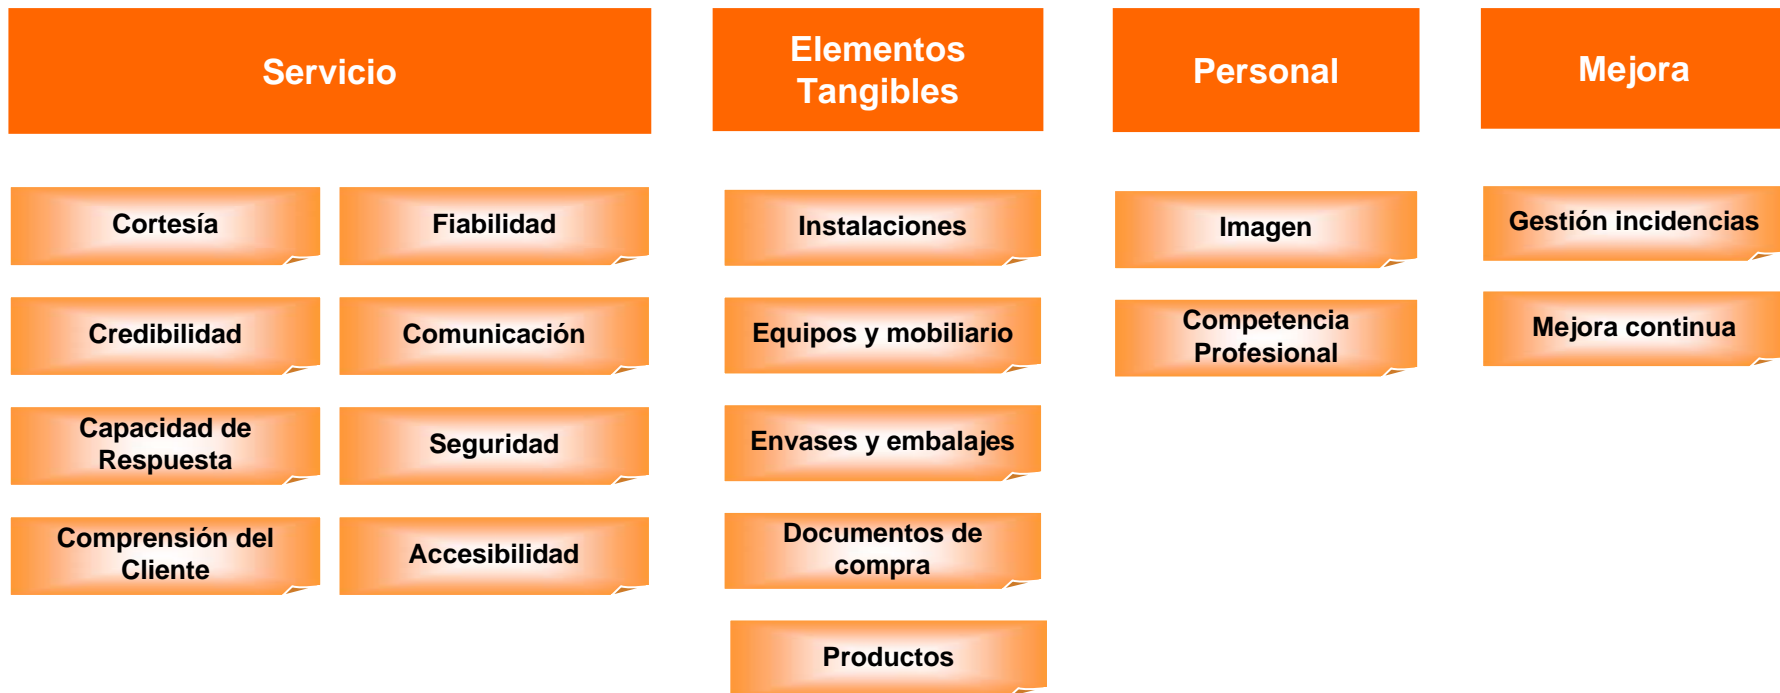 Servicio
Elementos
Tangibles
Personal
Mejora
Cortesía
Fiabilidad
Instalaciones
Imagen
Gestión incidencias
Credibilidad
Comunicación
Equipos y mobiliario
Competencia
Profesional
Mejora continua
Capacidad de
Respuesta
Seguridad
Envases y embalajes
Comprensión del
Cliente
Accesibilidad
Documentos de
compra
Productos